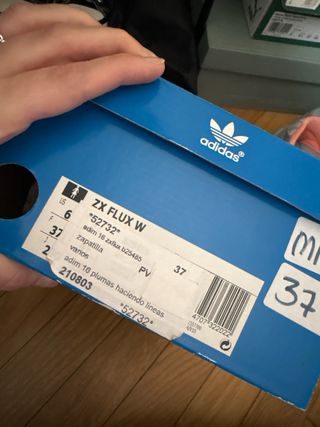 adidas®
ZX FLUX W
*52732*
adim 16 zxflux b25485
zapatilla
PV
37
varios
adim 16 plumas haciendo lineas
210803
*52732*
US
6
37
2
37